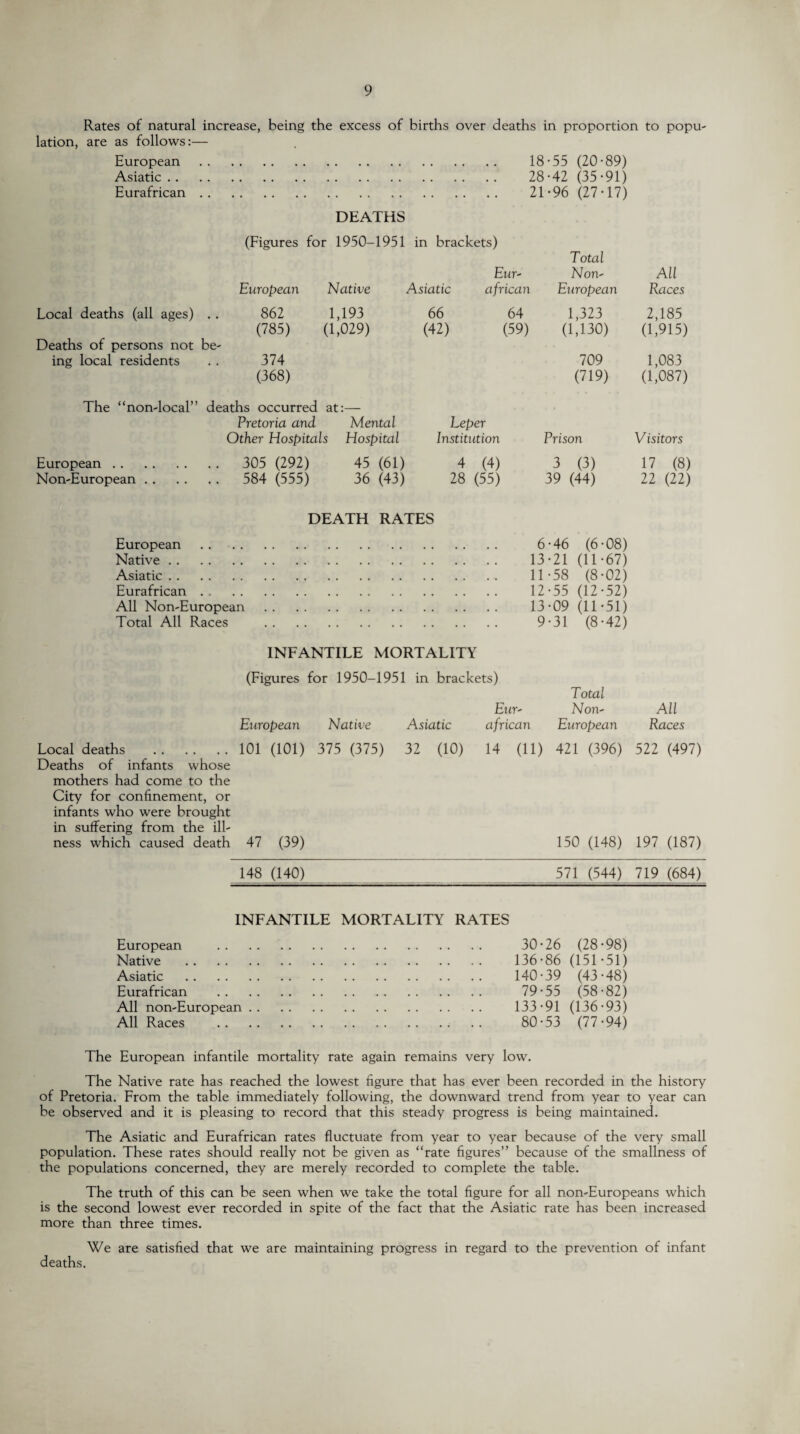 9
Rates of natural increase, being the excess of births over deaths in proportion to popu-
lation, are as follows:—
European .. .. .. .. .. .. .. .. .. .. 18·55 (20·89)
Asiatic .. .. .. .. .. .. .. .. .. .. 28·42 (35·91)
Eurafrican .. .. .. .. .. .. .. .. .. .. 21·96 (27·17)
DEATHS
(Figures for 1950-1951 in brackets)
Total
Eur- Non- All
European Native Asiatic african European Races
Local deaths (all ages) .. 862 1,193 66 64 1,323 2,185
(785) (1,029) (42) (59) (1,130) (1,915)
Deaths of persons not be-
ing local residents .. 374 709 1,083
(368) (719) (1,087)
The “non-local” deaths occurred at:—
Pretoria and Mental Leper
Other Hospitals Hospital Institution Prison Visitors
European .. .. .. .. 305 (292) 45 (61) 4 (4) 3 (3) 17 (8)
Non-European .. .. .. 584 (555) 36 (43) 28 (55) 39 (44) 22 (22)
DEATH RATES
European .. .. .. .. .. .. .. .. .. .. 6·46 (6·08)
Native .. .. .. .. .. .. .. .. .. .. 13·21 (11·67)
Asiatic .. .. .. .. .. .. .. .. .. .. 11·58 (8·02)
Eurafrican .. .. .. .. .. .. .. .. .. .. 12·55 (12·52)
All Non-European .. .. .. .. .. .. .. .. 13·09 (11·51)
Total All Races .. .. .. .. .. .. .. .. 9·31 (8·42)
INFANTILE MORTALITY
(Figures for 1950-1951 in brackets)
Total
Eur- Non- All
European Native Asiatic african European Races
Local deaths .. .. .. 101 (101) 375 (375) 32 (10) 14 (11) 421 (396) 522 (497)
Deaths of infants whose
mothers had come to the
City for confinement, or
infants who were brought
in suffering from the ill-
ness which caused death 47 (39) 150 (148) 197 (187)
148 (140) 571 (544) 719 (684)
INFANTILE MORTALITY RATES
European .. .. .. .. .. .. .. .. .. 30·26 (28·98)
Native .. .. .. .. .. .. .. .. .. .. 136·86 (151·51)
Asiatic .. .. .. .. .. .. .. .. .. .. 140·39 (43·48)
Eurafrican .. .. .. .. .. .. .. .. .. 79·55 (58·82)
All non-European .. .. .. .. .. .. .. .. 133·91 (136·93)
All Races .. .. .. .. .. .. .. .. .. 80·53 (77·94)
The European infantile mortality rate again remains very low.
The Native rate has reached the lowest figure that has ever been recorded in the history
of Pretoria. From the table immediately following, the downward trend from year to year can
be observed and it is pleasing to record that this steady progress is being maintained.
The Asiatic and Eurafrican rates fluctuate from year to year because of the very small
population. These rates should really not be given as “rate figures” because of the smallness of
the populations concerned, they are merely recorded to complete the table.
The truth of this can be seen when we take the total figure for all non-Europeans which
is the second lowest ever recorded in spite of the fact that the Asiatic rate has been increased
more than three times.
We are satisfied that we are maintaining progress in regard to the prevention of infant
deaths.